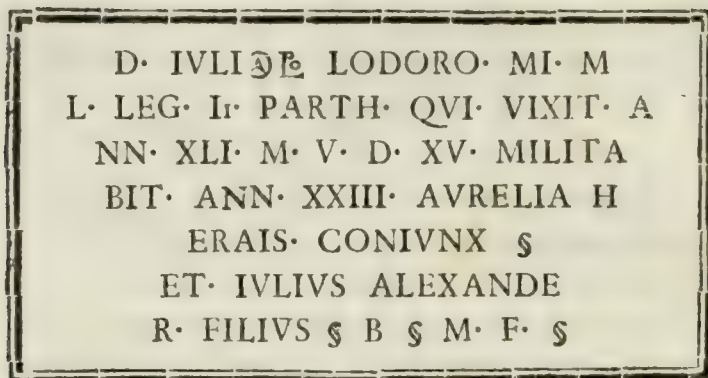 D· IVLI LODORO· MI· M
L· LEG· II· PARTH· QVI· VIXIT· A
NN· XLI· M· V· D· XV· MILITA
BIT· ANN· XXIII· AVRELIA H
ERAIS· CONIVNX §
ET· IVLIVS ALEXANDE
R· FILIVS § B § M· F· §